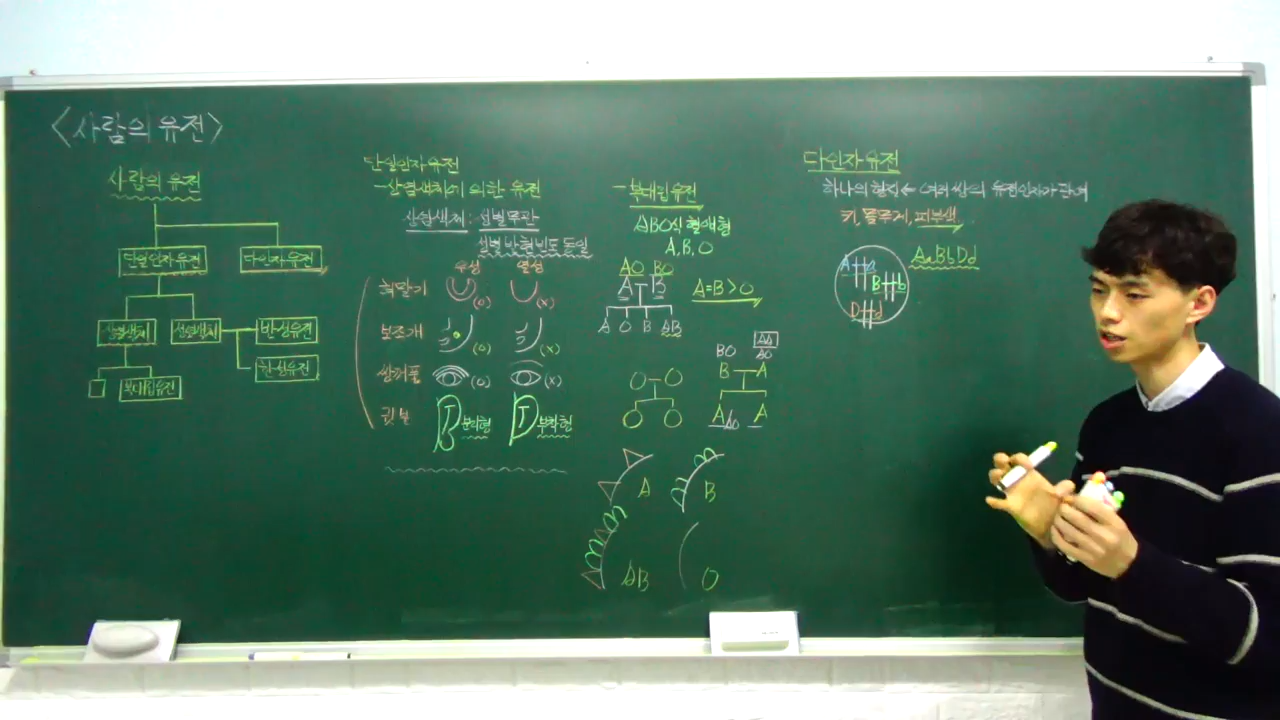 <사람의 유전>
사람의 유전
단일인자유전
다인자유전
상염색체
성염색체
반성유전
한성유전
복대립유전
단일인자유전
-상염색체에 의한 유전
상염색체: 성별무관
성별 발현빈도 동일
우성 열성
혀말기 (O) (X)
보조개 (O) (X)
쌍꺼풀 (O) (X)
귓불 분리형 부착형
-복대립유전
ABO식 혈액형
A, B, O
AO BO
A B
A=B>O
A O B AB
BO AA
AO
B A
A AO A
O O
O O
A B
AB O
다인자유전
하나의 형질 ← 여러 쌍의 유전인자가 관여
키, 몸무게, 피부색,
A a
B b
D d
AaBbDd